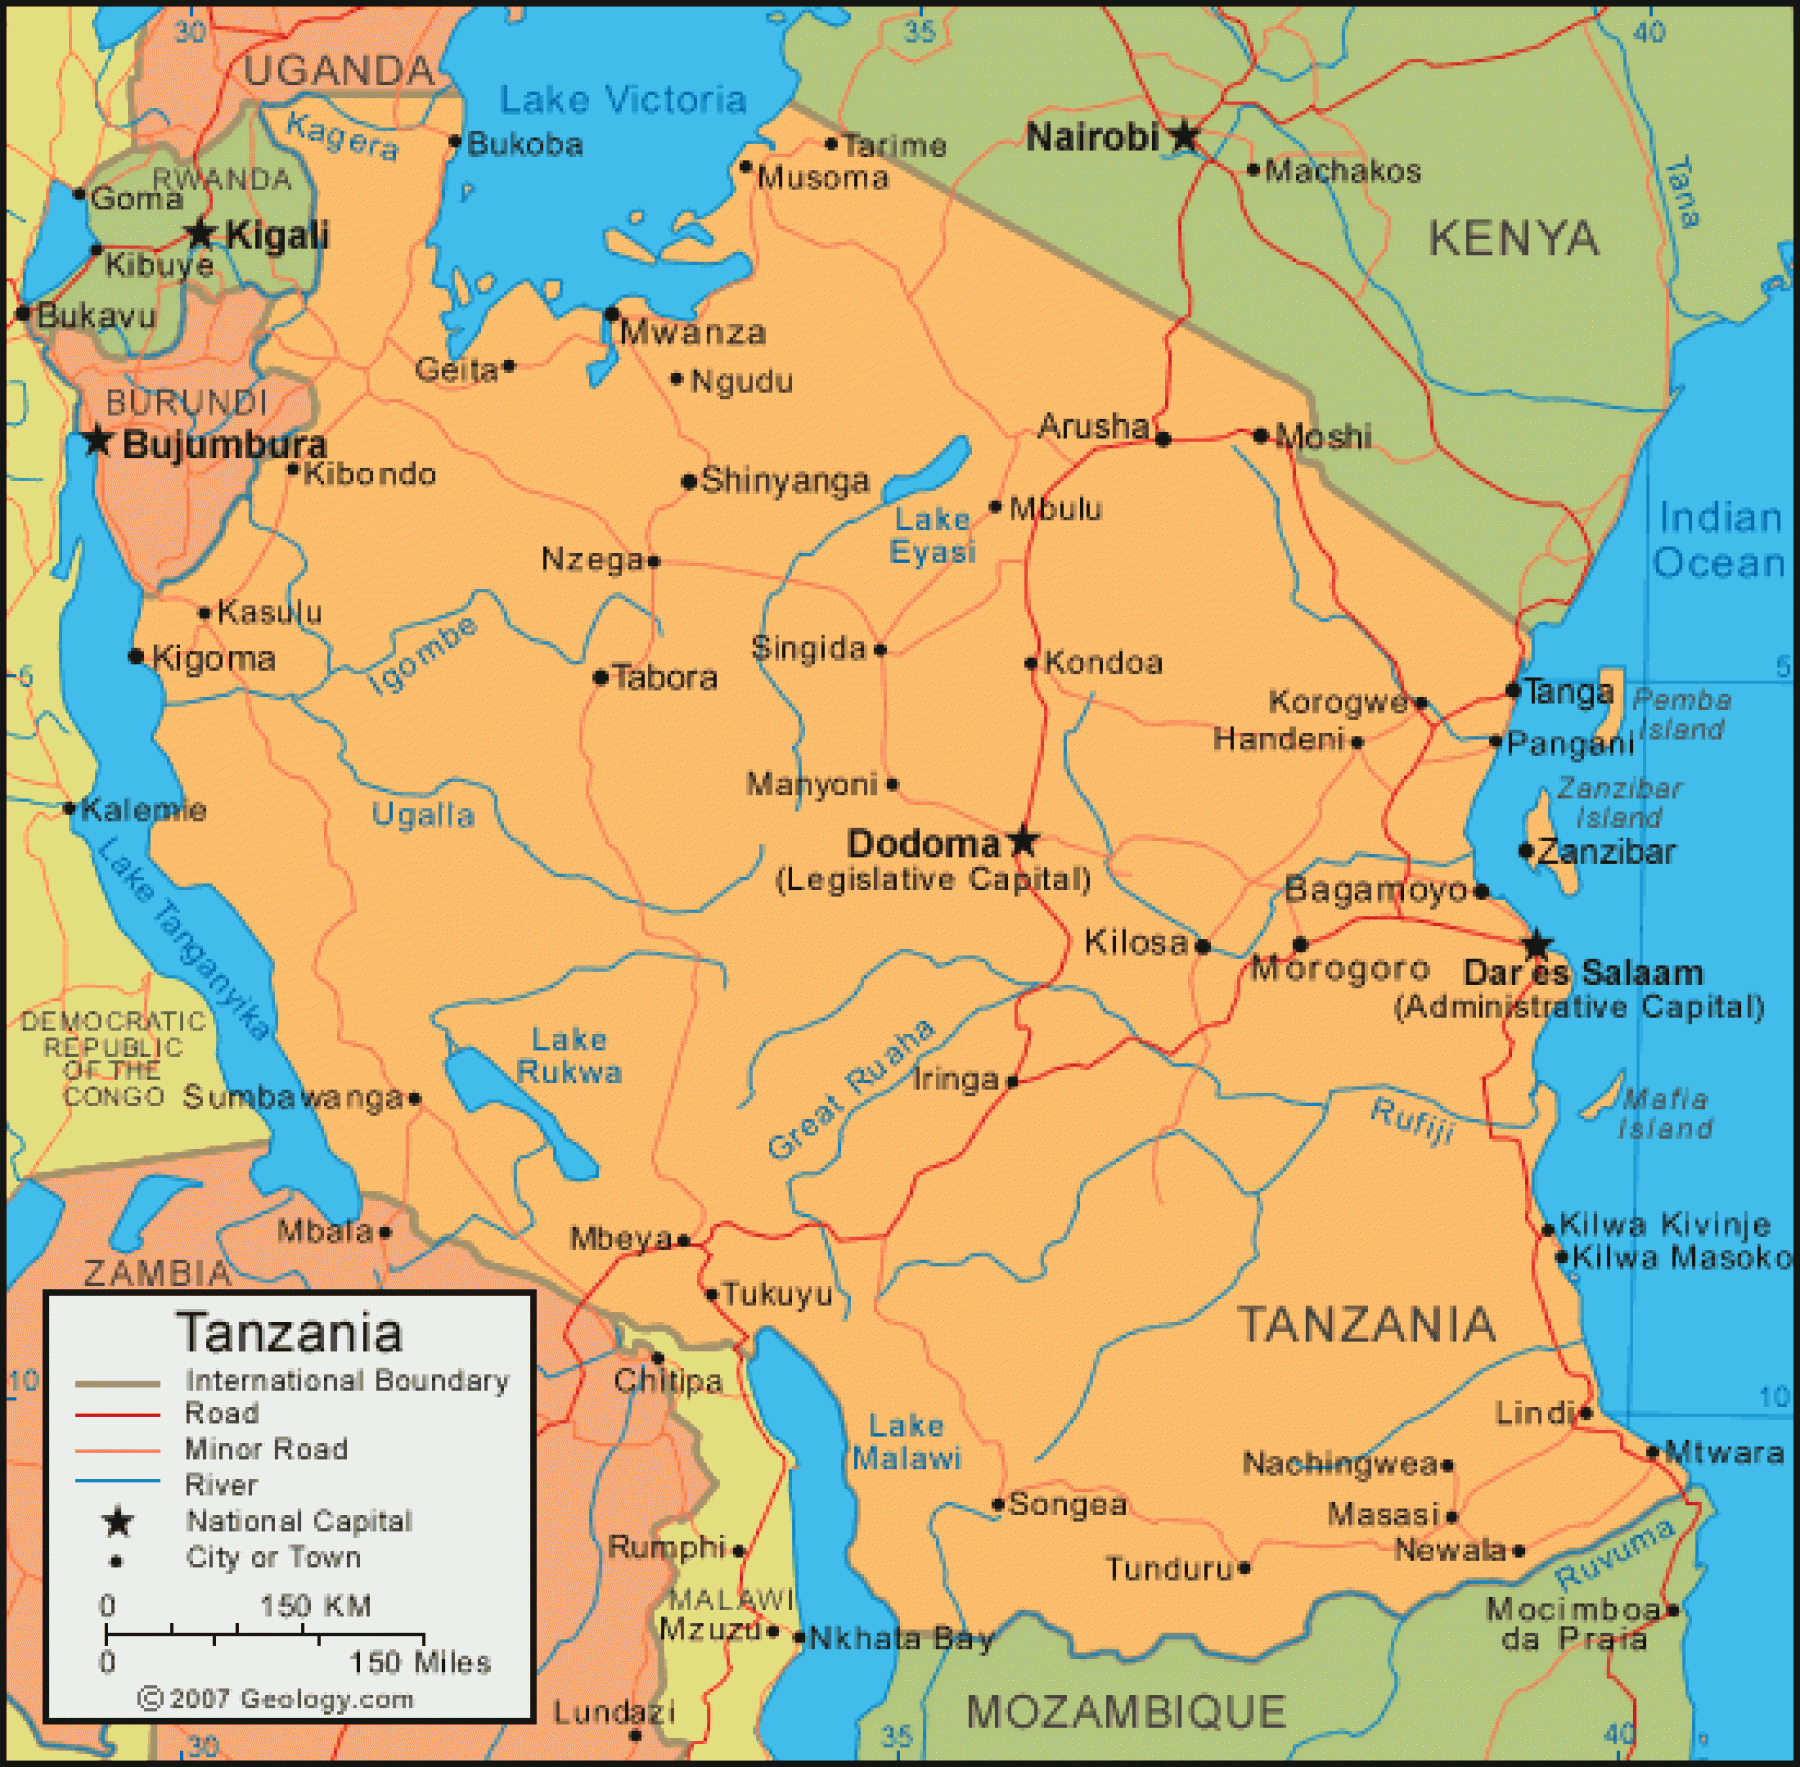 30
35
40
UGANDA
Lake Victoria
Kagera
Bukoba
Tarime
Nairobi
Musoma
Machakos
Tana
RWANDA
Goma
Kigali
KENYA
Kibuye
Bukavu
Mwanza
Geita
Ngudu
BURUNDI
Bujumbura
Arusha
Moshi
Kibondo
Shinyanga
Mbulu
Lake
Eyasi
Indian
Ocean
Nzega
Kasulu
Igombe
Kigoma
Singida
Kondoa
Tabora
5
5
Korogwe
Tanga
Pemba
Island
Handeni
Pangani
Manyoni
Zanzibar
Island
Kalemie
Ugalla
Dodoma
(Legislative Capital)
Zanzibar
Lake Tanganyika
Bagamoyo
Kilosa
Morogoro
Dar es Salaam
(Administrative Capital)
DEMOCRATIC
REPUBLIC
OF THE
CONGO
Lake
Rukwa
Great Ruaha
Iringa
Sumbawanga
Rufiji
Mafia
Island
Mbala
Mbeya
Kilwa Kivinje
Kilwa Masoko
ZAMBIA
Tukuyu
TANZANIA
Chitipa
10
10
Lake
Malawi
Lindi
Mtwara
Nachingwea
Songea
Masasi
Newala
Tunduru
Ruvuma
Rumphi
MALAWI
Mzuzu
Nkhata Bay
Mocimboa
da Praia
MOZAMBIQUE
Lundazi
30
35
40
Tanzania
International Boundary
Road
Minor Road
River
National Capital
City or Town
0 150 KM
0 150 Miles
© 2007 Geology.com